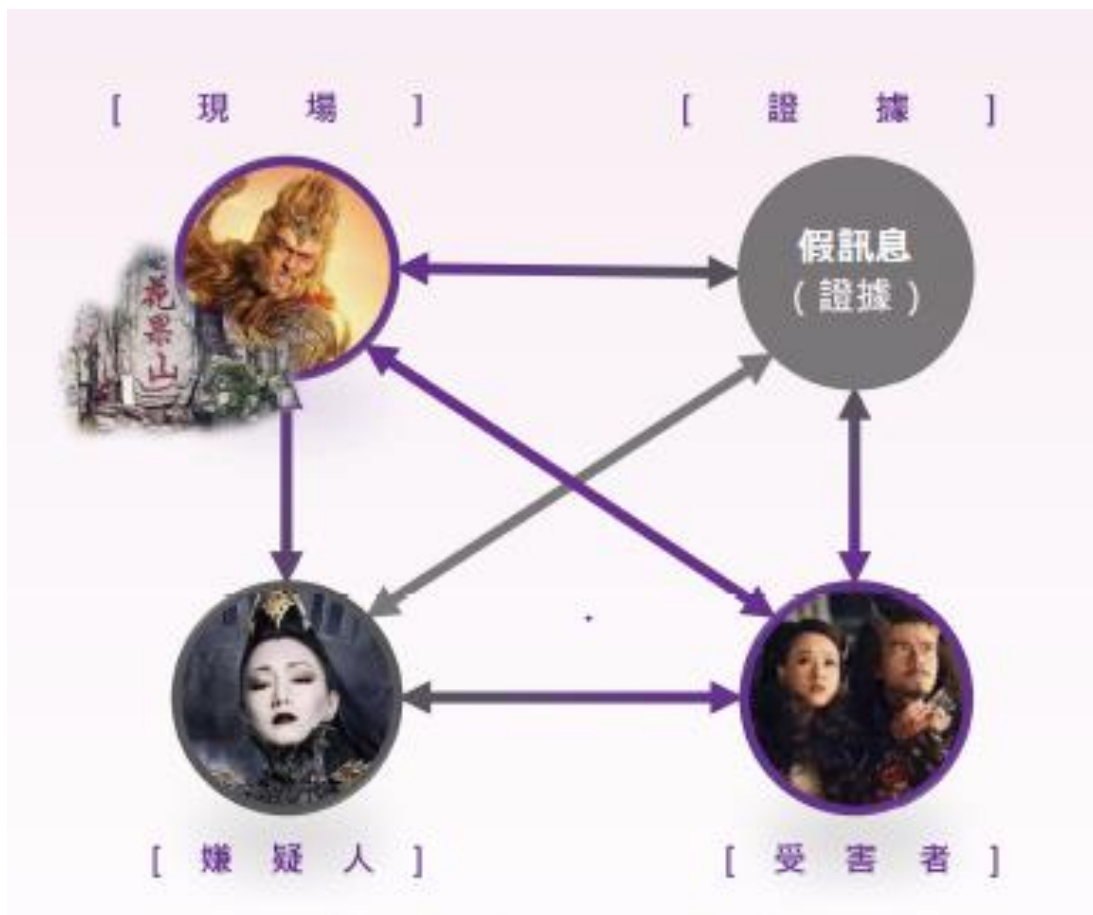 [ 現 場 ]
[ 證 據 ]
假訊息
( 證據 )
花果山
[ 嫌 疑 人 ]
[ 受 害 者 ]